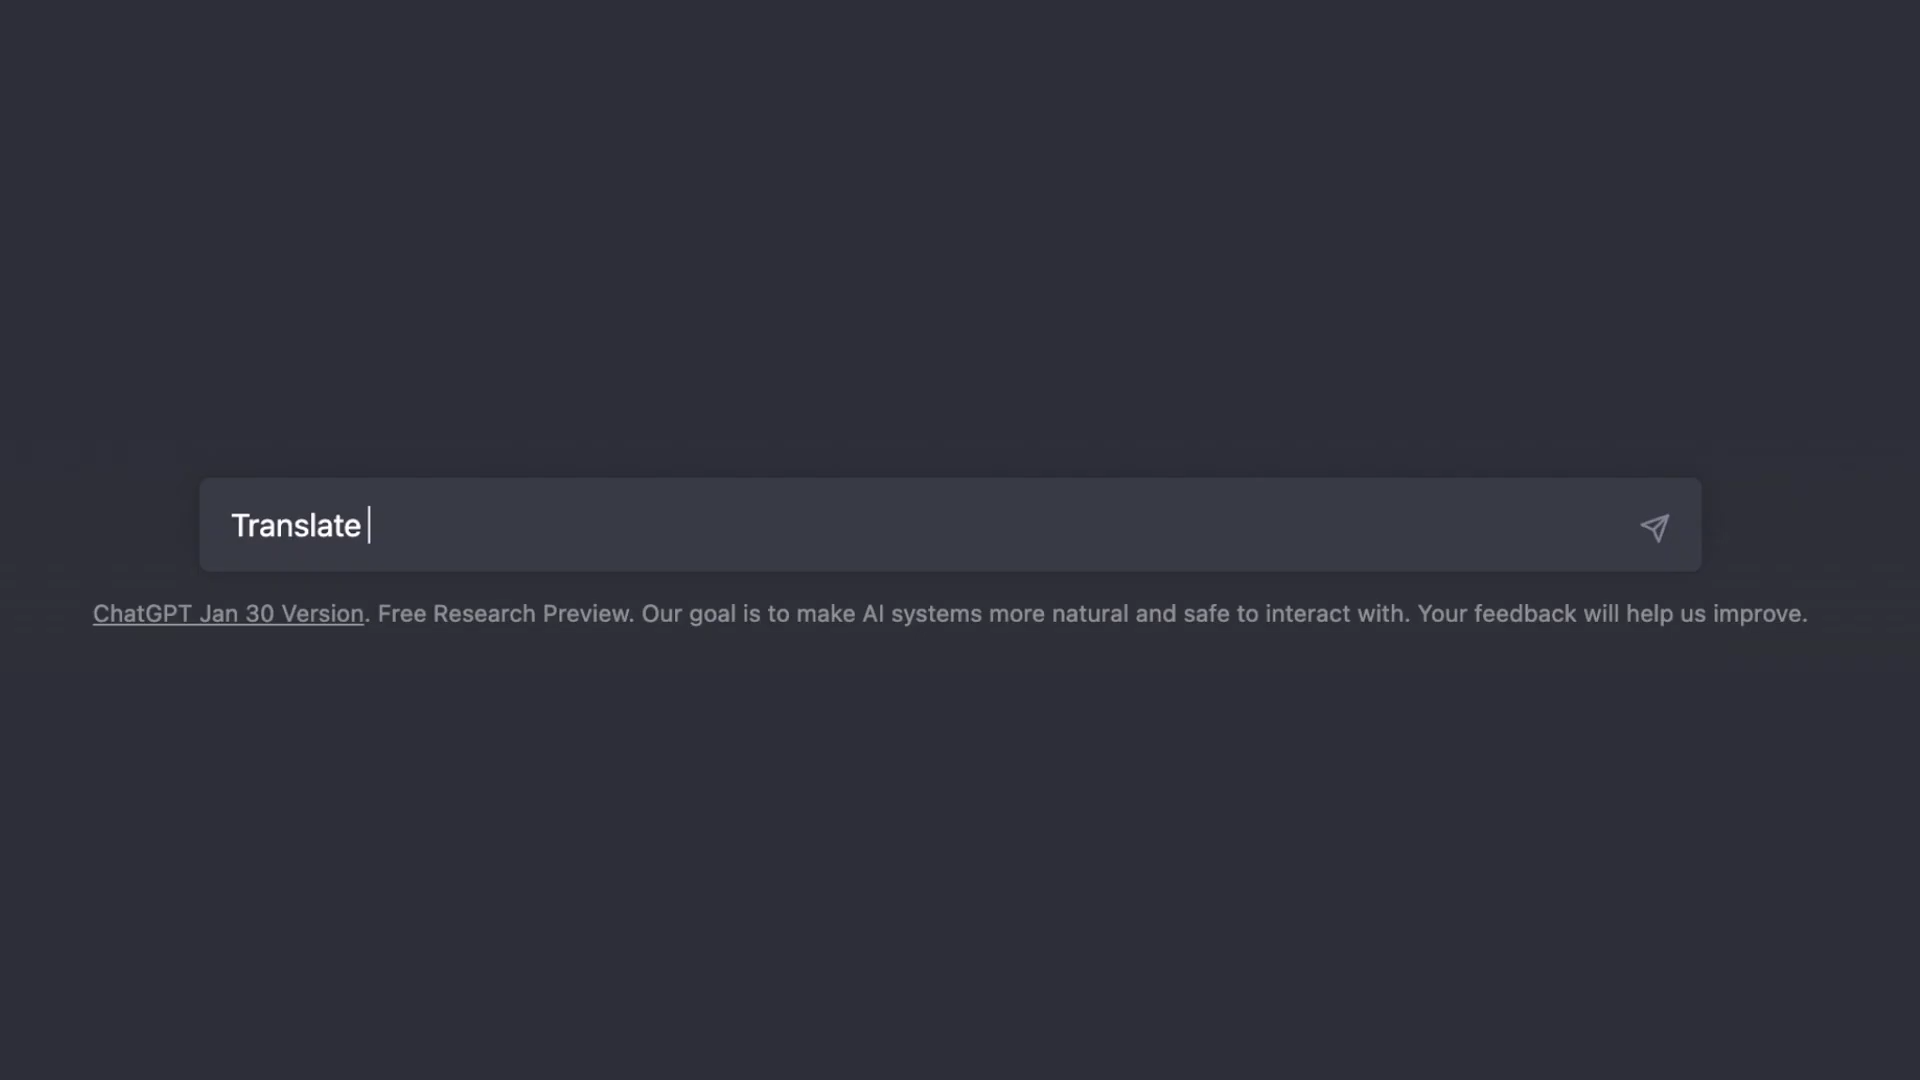 Translate
ChatGPT Jan 30 Version. Free Research Preview. Our goal is to make AI systems more natural and safe to interact with. Your feedback will help us improve.